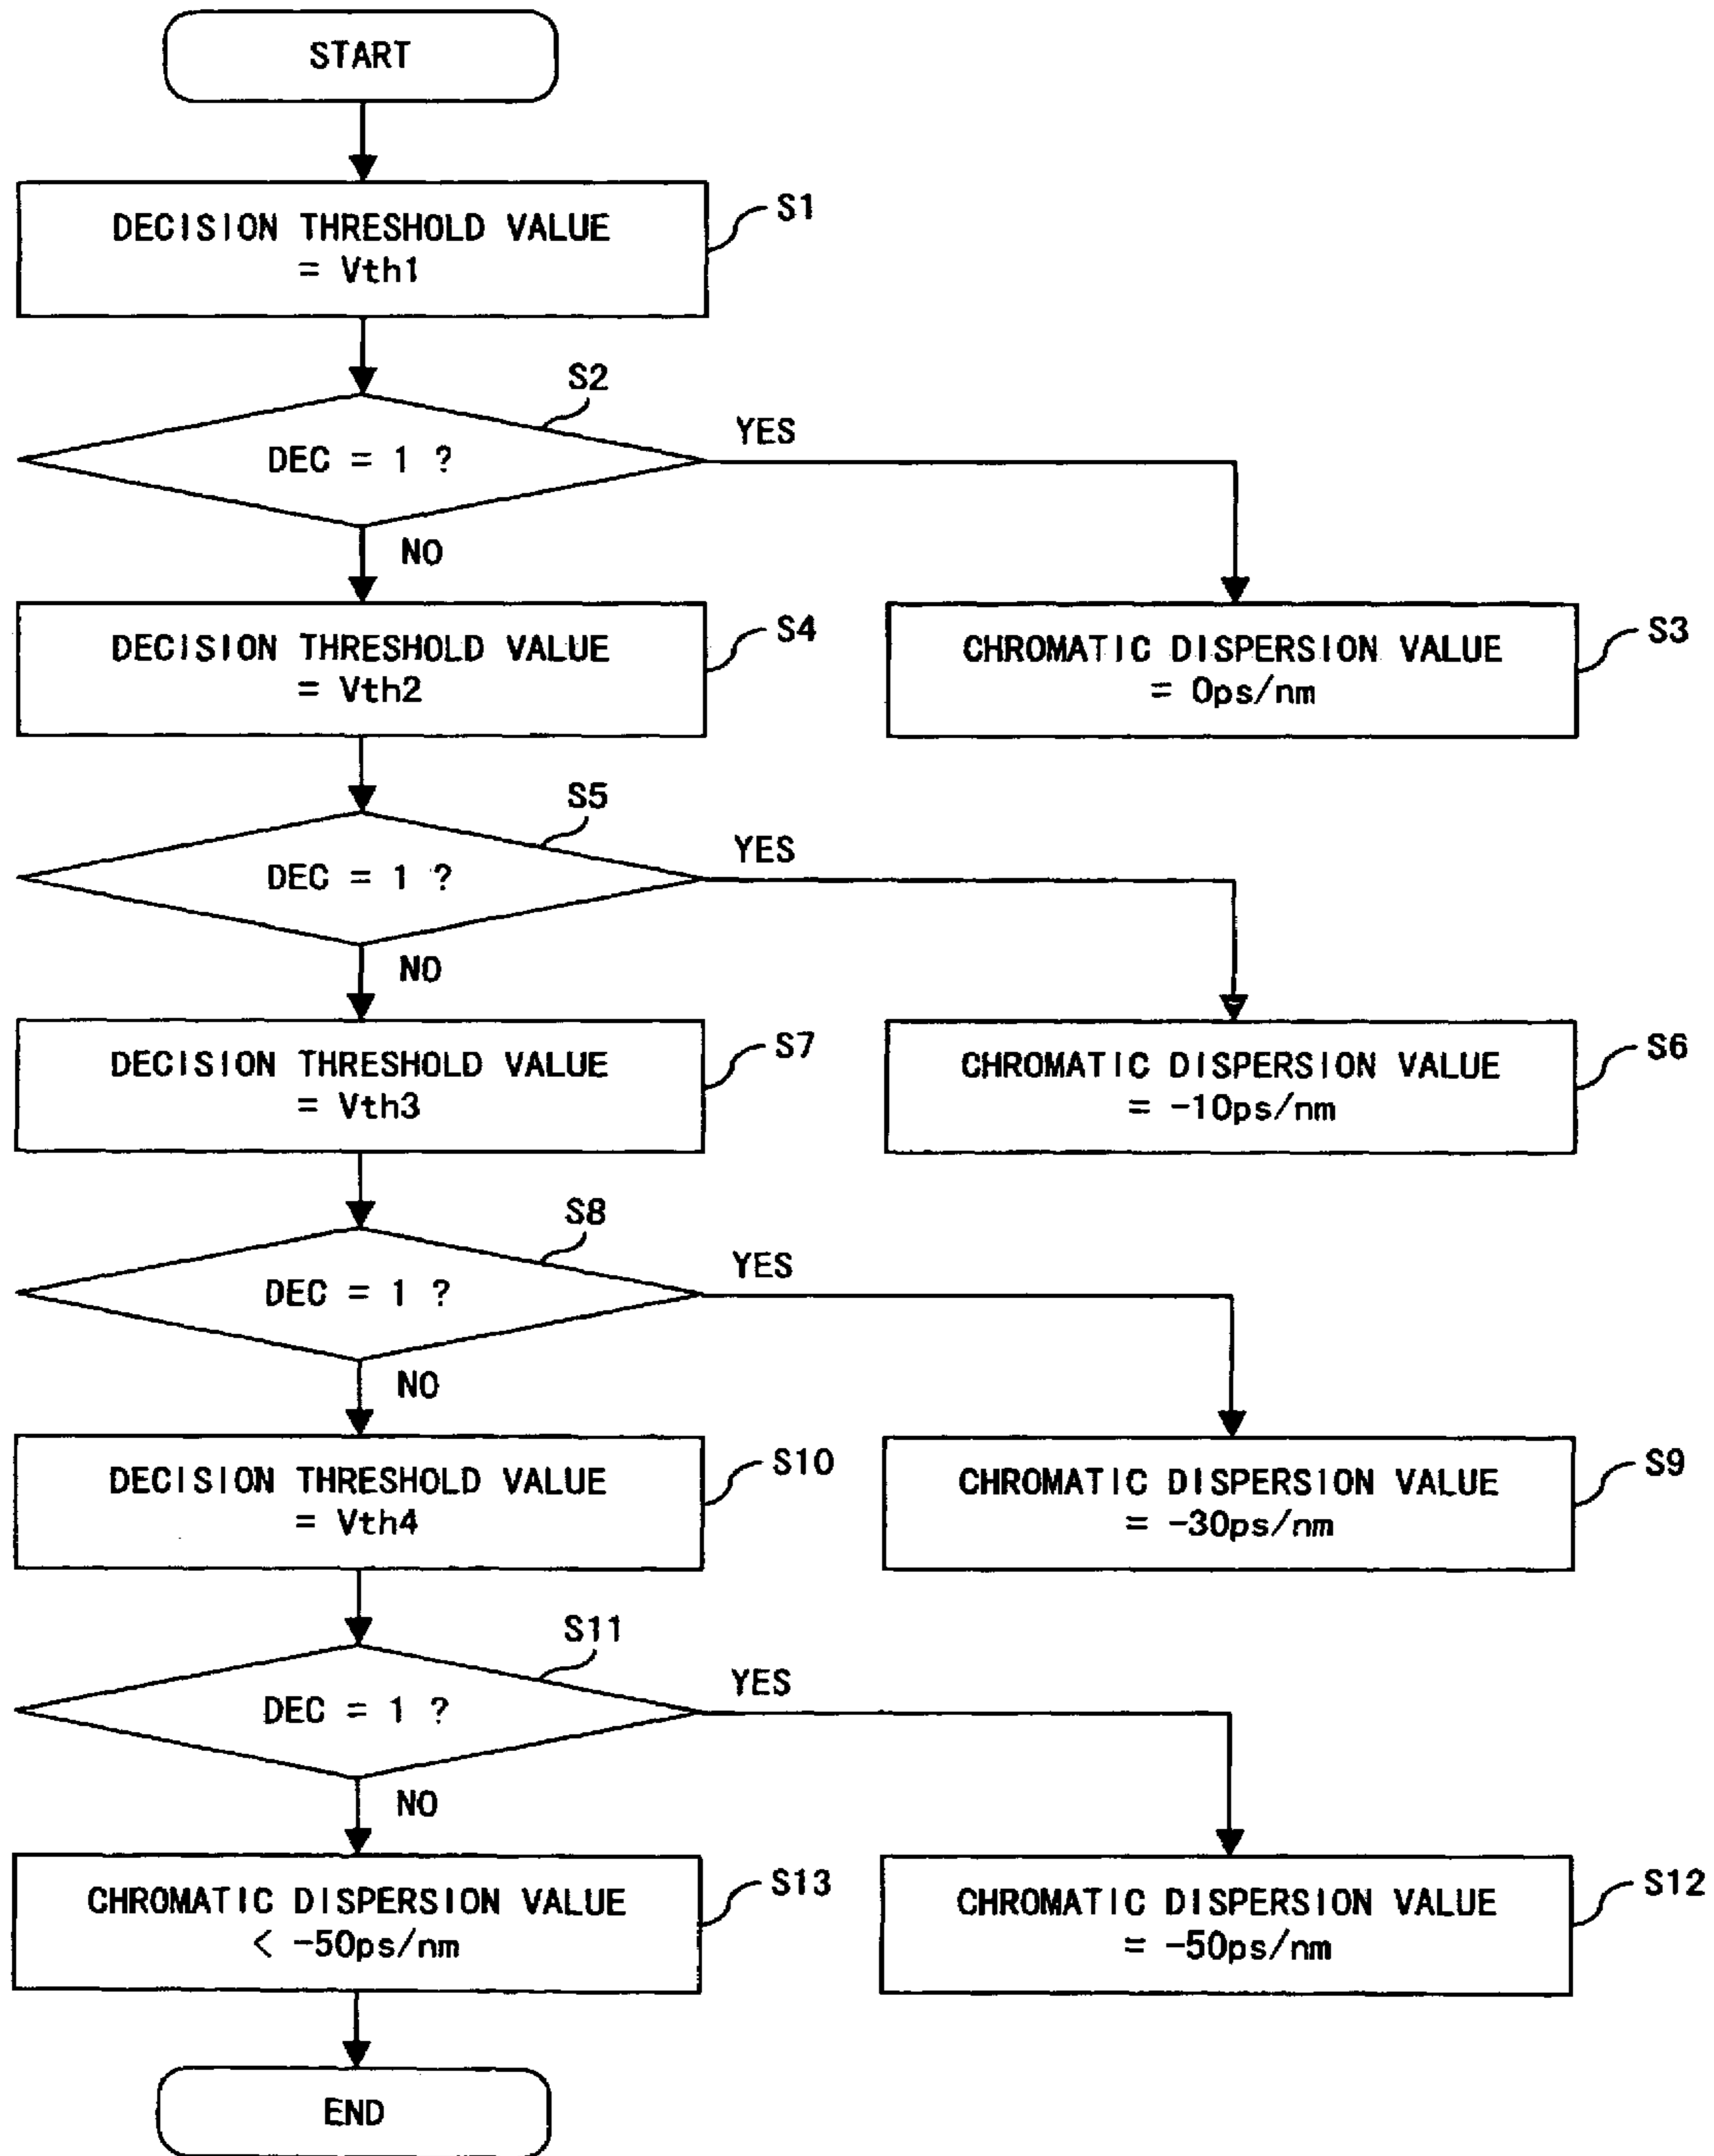 START
DECISION THRESHOLD VALUE
= Vth1
S1
S2
DEC = 1 ?
YES
NO
DECISION THRESHOLD VALUE
= Vth2
S4
CHROMATIC DISPERSION VALUE
= 0ps/nm
S3
S5
DEC = 1 ?
YES
NO
DECISION THRESHOLD VALUE
= Vth3
S7
CHROMATIC DISPERSION VALUE
= -10ps/nm
S6
S8
DEC = 1 ?
YES
NO
DECISION THRESHOLD VALUE
= Vth4
S10
CHROMATIC DISPERSION VALUE
= -30ps/nm
S9
S11
DEC = 1 ?
YES
NO
CHROMATIC DISPERSION VALUE
< -50ps/nm
S13
CHROMATIC DISPERSION VALUE
= -50ps/nm
S12
END